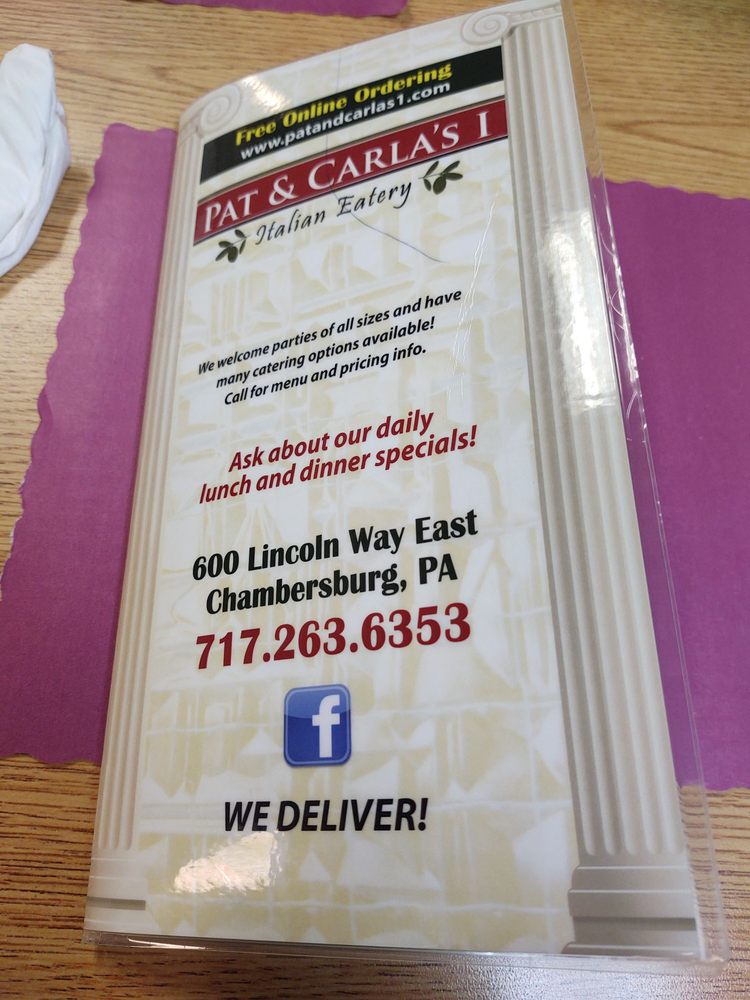 Free Online Ordering
www.patandcarlas1.com
PAT & CARLA'S I
Italian Eatery
We welcome parties of all sizes and have
many catering options available!
Call for menu and pricing info.
Ask about our daily
lunch and dinner specials!
600 Lincoln Way East
Chambersburg, PA
717.263.6353
f
WE DELIVER!